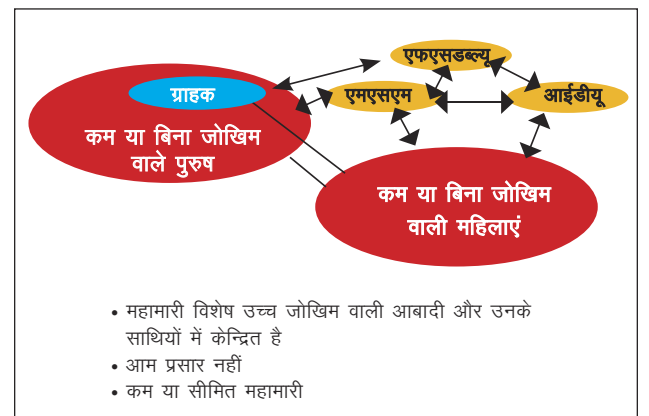 एफएसडब्ल्यू
ग्राहक
एमएसएम
आईडीयू
कम या बिना जोखिम
वाले पुरुष
कम या बिना जोखिम
वाली महिलाएं
• महामारी विशेष उच्च जोखिम वाली आबादी और उनके
साथियों में केन्द्रित है
• आम प्रसार नहीं
• कम या सीमित महामारी